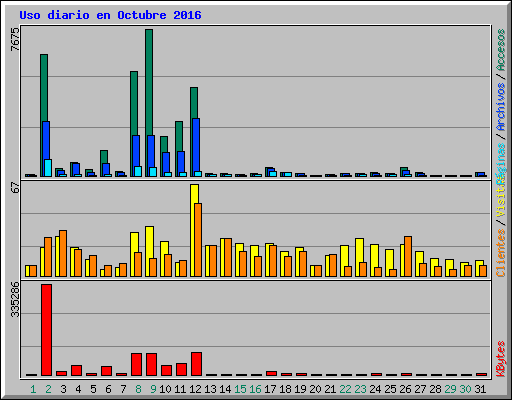 Uso diario en Octubre 2016
7675
67
335286
Accesos
/ Archivos /
Páginas
Visitas
Clientes /
KBytes
1 2 3 4 5 6 7 8 9 10 11 12 13 14 15 16 17 18 19 20 21 22 23 24 25 26 27 28 29 30 31